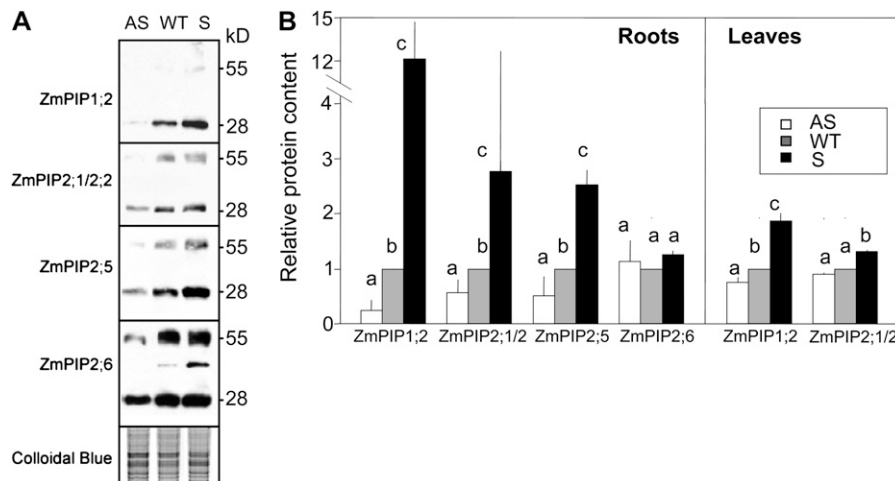 A
AS WT S
kD
ZmPIP1;2
-55
-28
ZmPIP2;1/2;2
-55
-28
ZmPIP2;5
-55
-28
ZmPIP2;6
-55
-28
Colloidal Blue
B
Relative protein content
15
12
4
3
2
1
0
Roots
Leaves
AS
WT
S
a b c
a b c
a b c
a a a
a b c
a a b
ZmPIP1;2 ZmPIP2;1/2 ZmPIP2;5 ZmPIP2;6 ZmPIP1;2 ZmPIP2;1/2